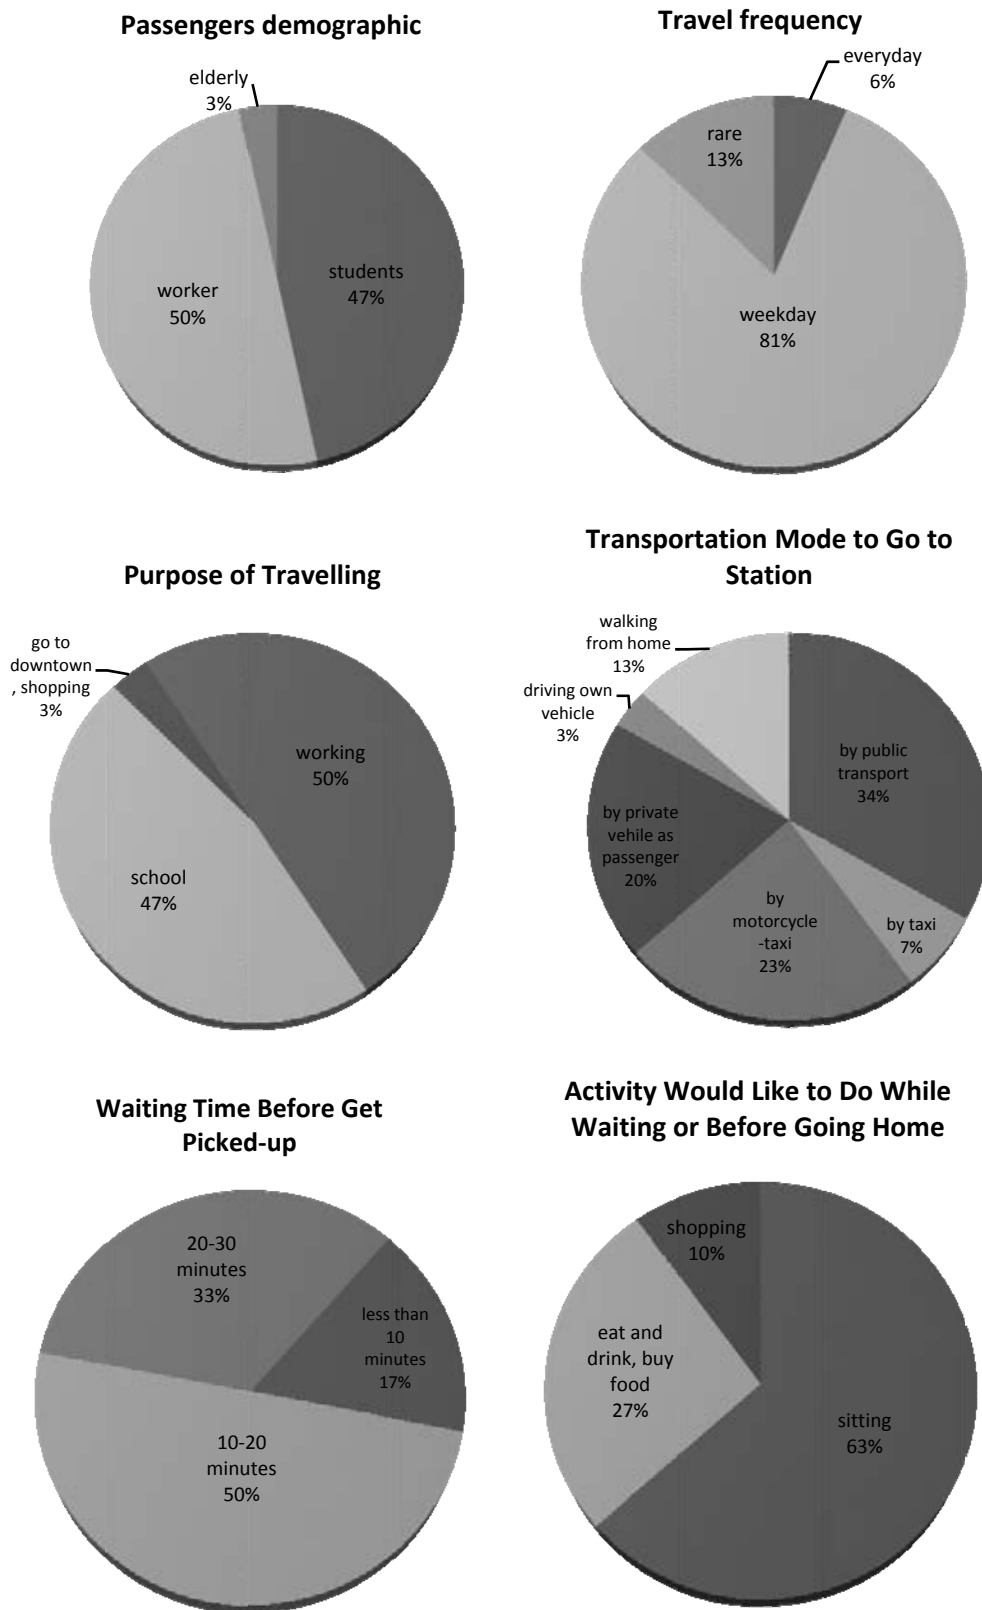 Passengers demographic
elderly
3%
worker
50%
students
47%
Travel frequency
everyday
6%
rare
13%
weekday
81%
Purpose of Travelling
go to
downtown
, shopping
3%
working
50%
school
47%
Transportation Mode to Go to
Station
walking
from home
13%
driving own
vehicle
3%
by public
transport
34%
by private
vehile as
passenger
20%
by
motorcycle
-taxi
23%
by taxi
7%
Waiting Time Before Get
Picked-up
20-30
minutes
33%
less than
10
minutes
17%
10-20
minutes
50%
Activity Would Like to Do While
Waiting or Before Going Home
shopping
10%
eat and
drink, buy
food
27%
sitting
63%